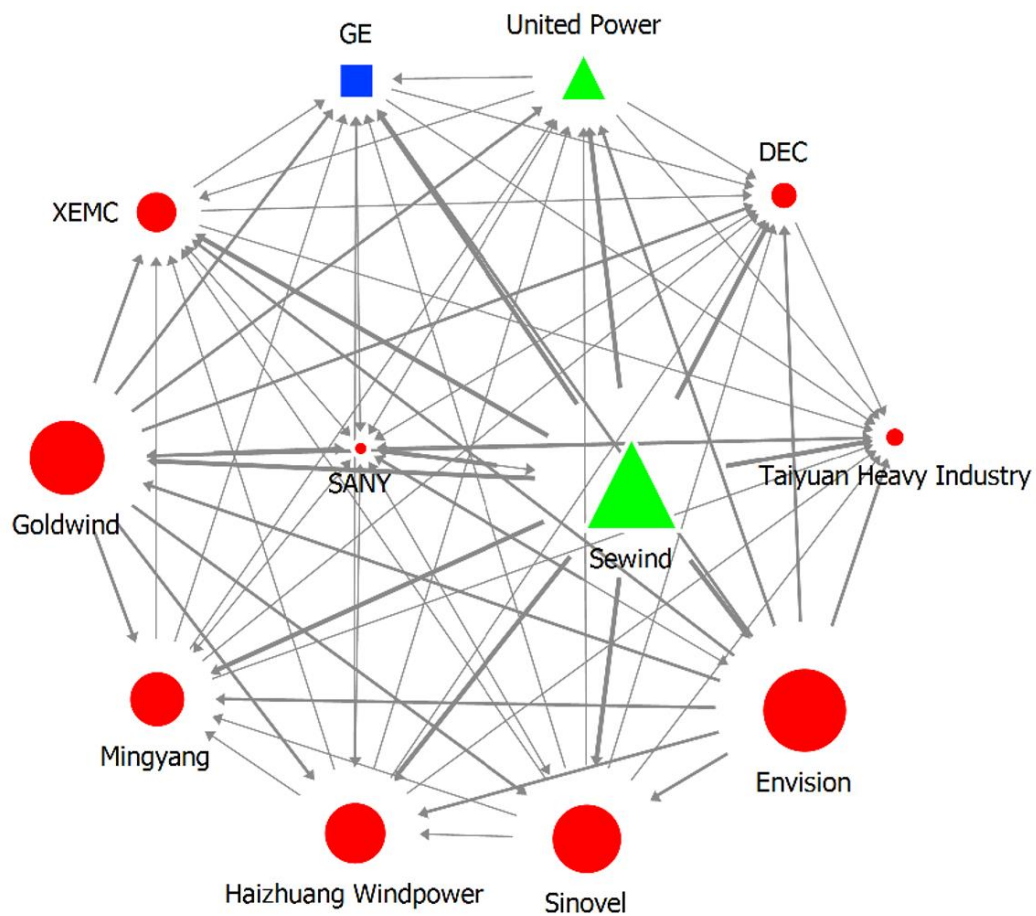 GE
United Power
DEC
XEMC
SANY
Taiyuan Heavy Industry
Goldwind
Sewind
Mingyang
Envision
Haizhuang Windpower
Sinovel